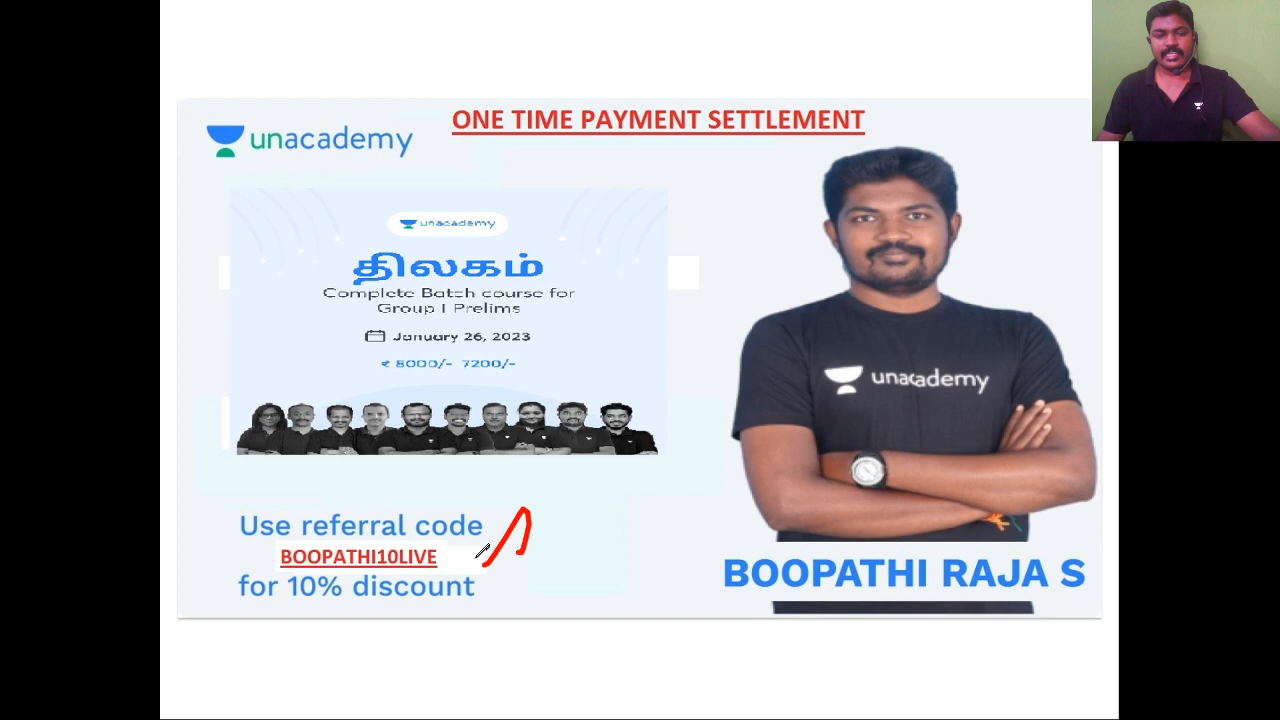 ONE TIME PAYMENT SETTLEMENT
unacademy
unacademy
திலகம்
Complete Batch course for
Group I Prelims
January 26, 2023
₹ 8000/- 7200/-
unacademy
Use referral code
BOOPATHI10LIVE
for 10% discount
BOOPATHI RAJA S